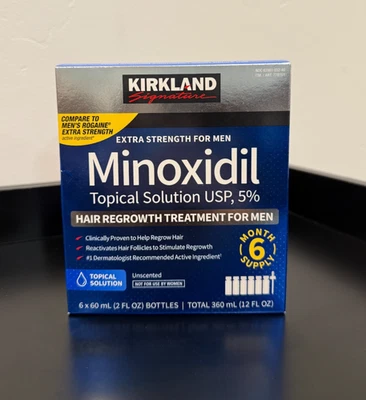 KIRKLAND
Signature
COMPARE TO
MEN'S ROGAINE®
EXTRA STRENGTH
active ingredient*
EXTRA STRENGTH FOR MEN
Minoxidil
Topical Solution USP, 5%
HAIR REGROWTH TREATMENT FOR MEN
Clinically Proven to Help Regrow Hair
Reactivates Hair Follicles to Stimulate Regrowth
#1 Dermatologist Recommended Active Ingredient†
6
MONTH
SUPPLY
TOPICAL
SOLUTION
Unscented
NOT FOR USE BY WOMEN
6 x 60 mL (2 FL OZ) BOTTLES | TOTAL 360 mL (12 FL OZ)